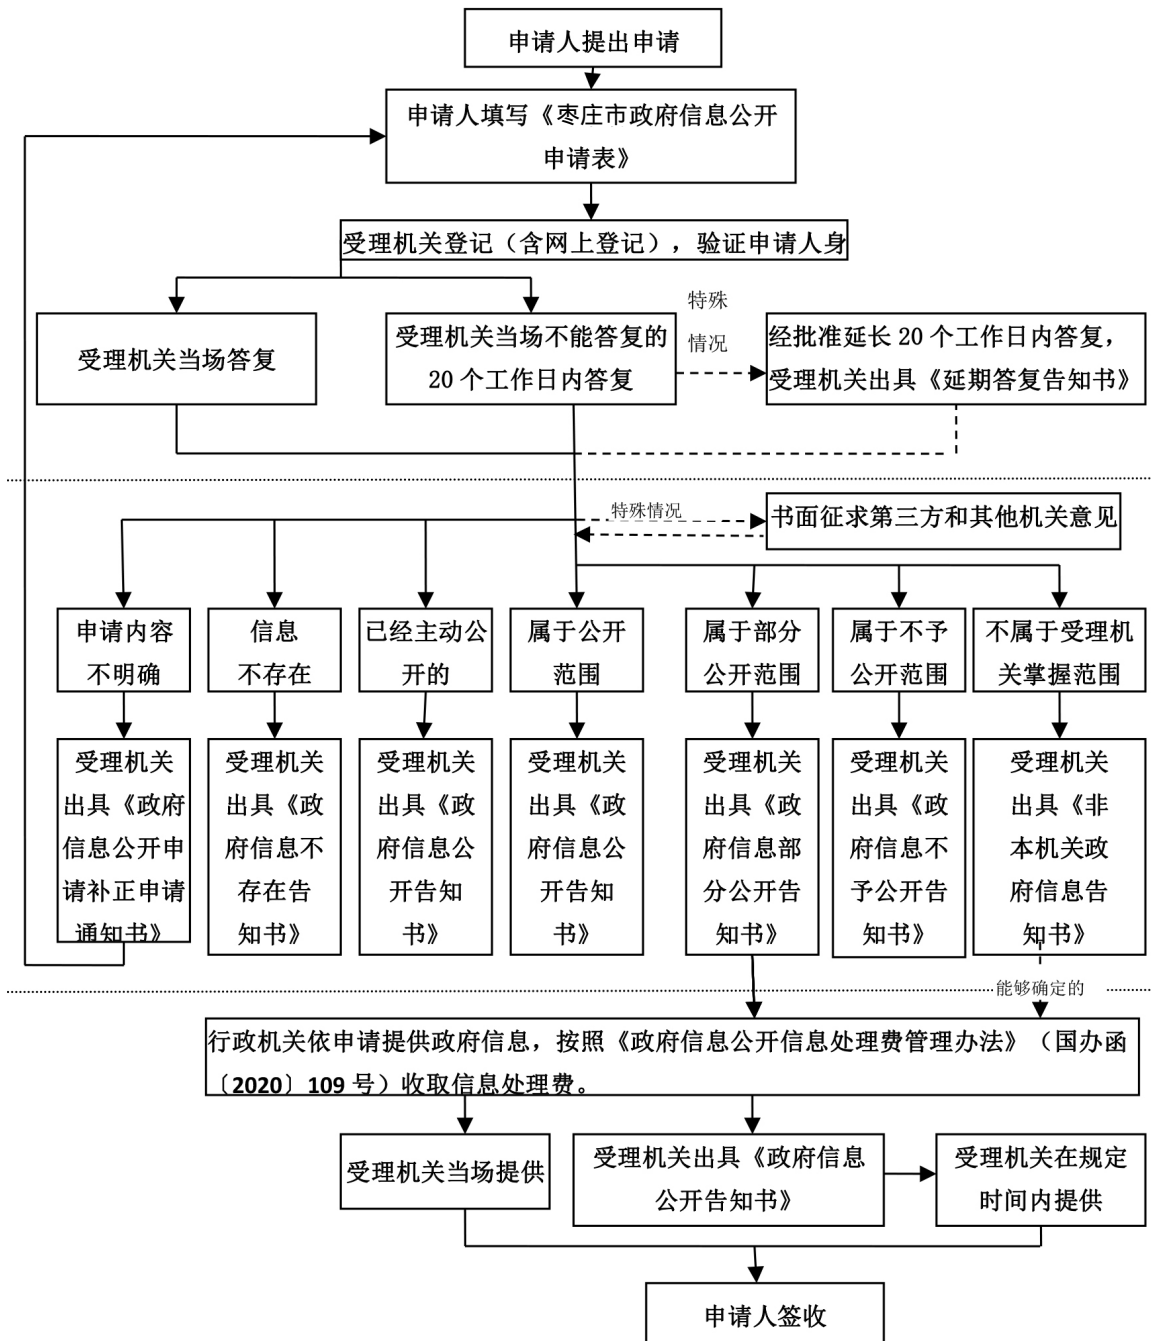 申请人提出申请
申请人填写《枣庄市政府信息公开
申请表》
受理机关登记（含网上登记），验证申请人身
受理机关当场答复
受理机关当场不能答复的
20 个工作日内答复
特殊
情况
经批准延长 20 个工作日内答复，
受理机关出具《延期答复告知书》
特殊情况
书面征求第三方和其他机关意见
申请内容
不明确
信息
不存在
已经主动公
开的
属于公开
范围
属于部分
公开范围
属于不予
公开范围
不属于受理机
关掌握范围
受理机关
出具《政府
信息公开申
请补正申请
通知书》
受理机关
出具《政
府信息不
存在告
知书》
受理机关
出具《政
府信息公
开告知
书》
受理机关
出具《政
府信息公
开告知
书》
受理机关
出具《政
府信息部
分公开告
知书》
受理机关
出具《政
府信息不
予公开告
知书》
受理机关
出具《非
本机关政
府信息告
知书》
能够确定的
行政机关依申请提供政府信息，按照《政府信息公开信息处理费管理办法》（国办函
〔2020〕109 号）收取信息处理费。
受理机关当场提供
受理机关出具《政府信息
公开告知书》
受理机关在规定
时间内提供
申请人签收